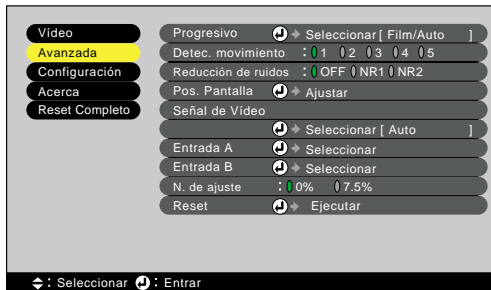 Vídeo
Avanzada
Configuración
Acerca
Reset Completo
Progresivo Seleccionar [ Film/Auto ]
Detec. movimiento : 1 2 3 4 5
Reducción de ruidos : OFF NR1 NR2
Pos. Pantalla Ajustar
Señal de Vídeo
Seleccionar [ Auto ]
Entrada A Seleccionar
Entrada B Seleccionar
N. de ajuste : 0% 7.5%
Reset Ejecutar
: Seleccionar : Entrar